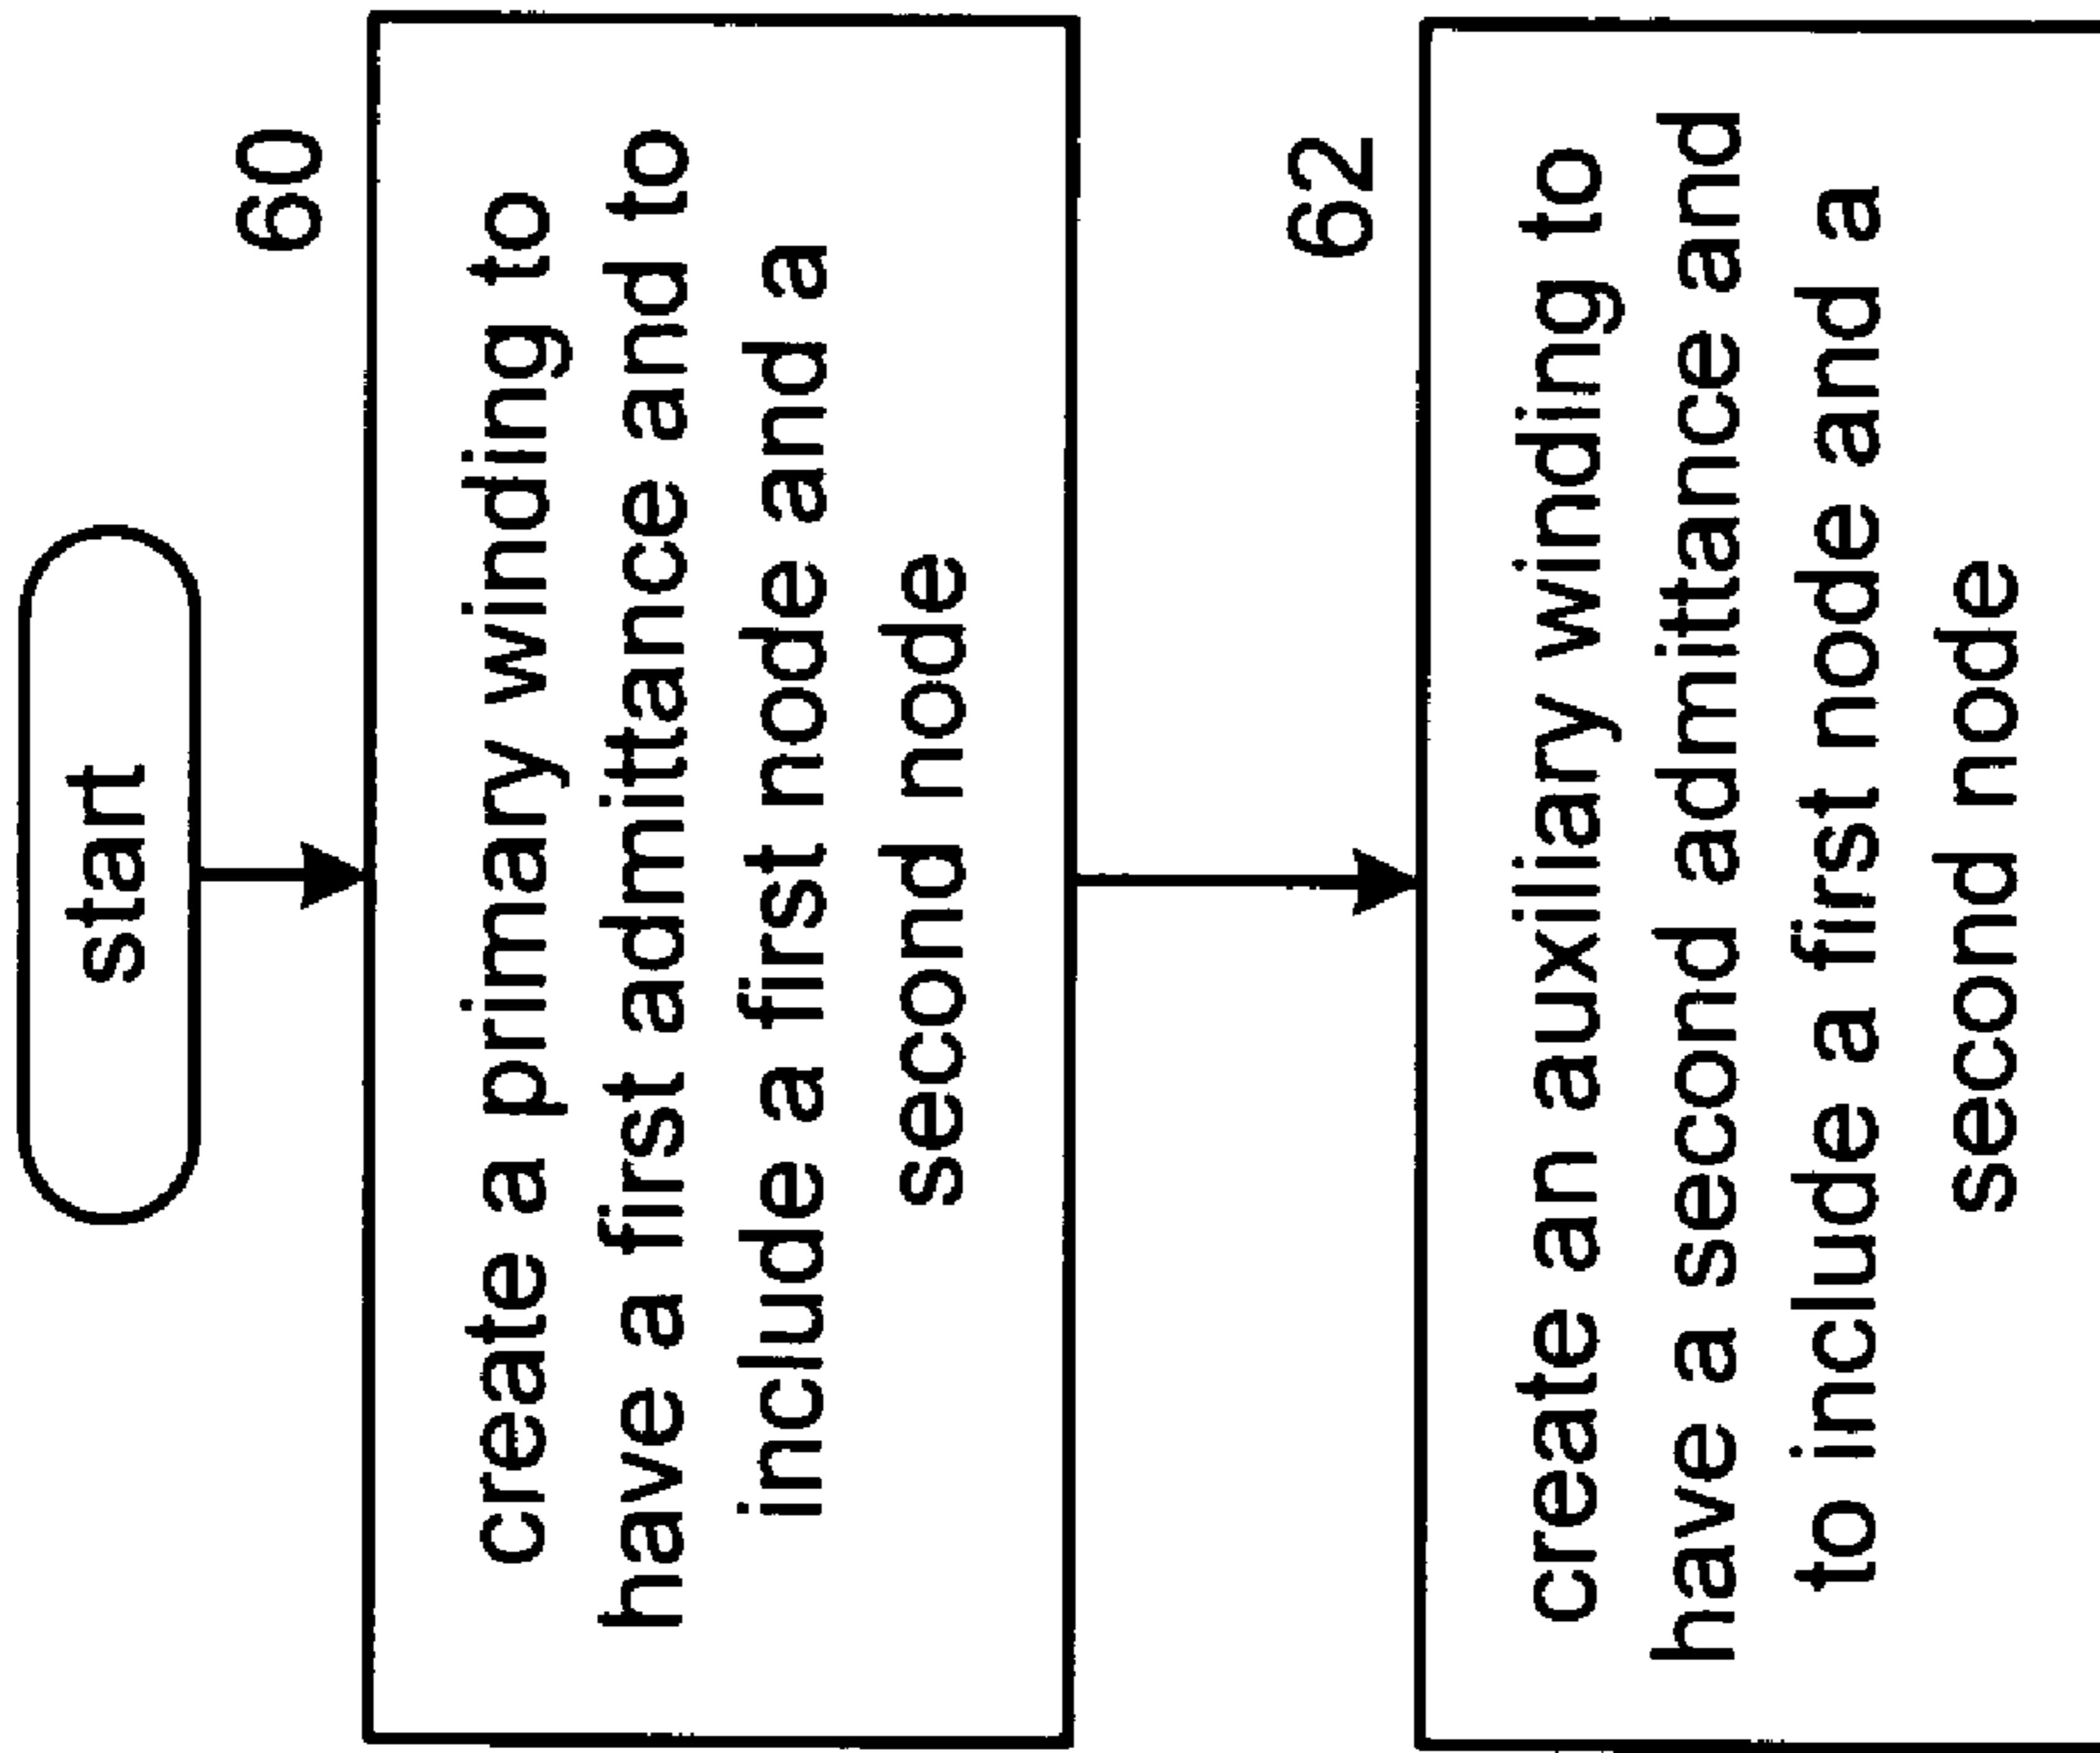 start
60
create a primary winding to
have a first admittance and to
include a first node and a
second node
62
create an auxiliary winding to
have a second admittance and
to include a first node and a
second node